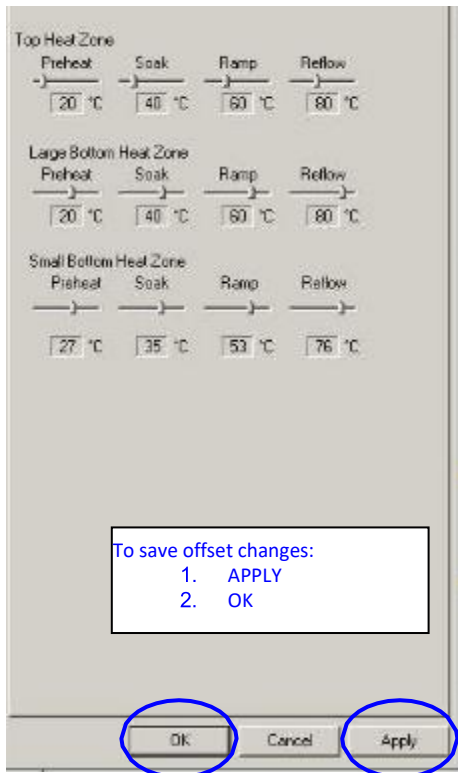 Top Heat Zone
Preheat Soak Ramp Reflow
20 °C 40 °C 60 °C 80 °C
Large Bottom Heat Zone
Preheat Soak Ramp Reflow
20 °C 40 °C 60 °C 80 °C
Small Bottom Heat Zone
Preheat Soak Ramp Reflow
27 °C 35 °C 53 °C 76 °C
To save offset changes:
1. APPLY
2. OK
OK Cancel Apply